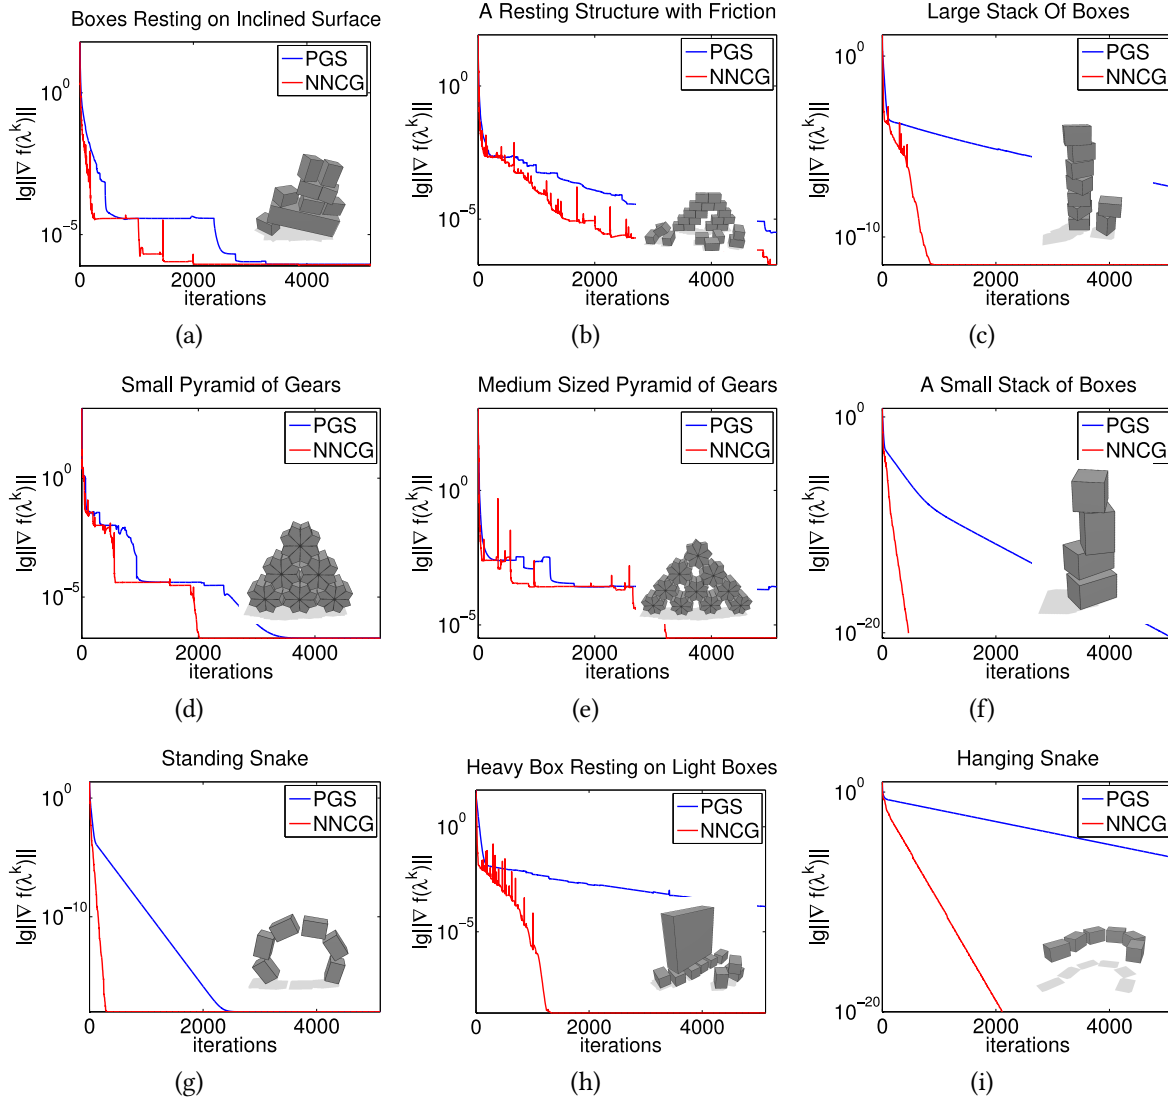 Boxes Resting on Inclined Surface
lg||∇ f(λ^k)||
10^0
10^-5
PGS
NNCG
0 2000 4000
iterations
(a)
A Resting Structure with Friction
lg||∇ f(λ^k)||
10^0
10^-5
PGS
NNCG
0 2000 4000
iterations
(b)
Large Stack Of Boxes
lg||∇ f(λ^k)||
10^0
10^-10
PGS
NNCG
0 2000 4000
iterations
(c)
Small Pyramid of Gears
lg||∇ f(λ^k)||
10^0
10^-5
PGS
NNCG
0 2000 4000
iterations
(d)
Medium Sized Pyramid of Gears
lg||∇ f(λ^k)||
10^0
10^-5
PGS
NNCG
0 2000 4000
iterations
(e)
A Small Stack of Boxes
lg||∇ f(λ^k)||
10^0
10^-20
PGS
NNCG
0 2000 4000
iterations
(f)
Standing Snake
lg||∇ f(λ^k)||
10^-10
PGS
NNCG
0 2000 4000
iterations
(g)
Heavy Box Resting on Light Boxes
lg||∇ f(λ^k)||
10^0
10^-5
PGS
NNCG
0 2000 4000
iterations
(h)
Hanging Snake
lg||∇ f(λ^k)||
10^0
10^-20
PGS
NNCG
0 2000 4000
iterations
(i)